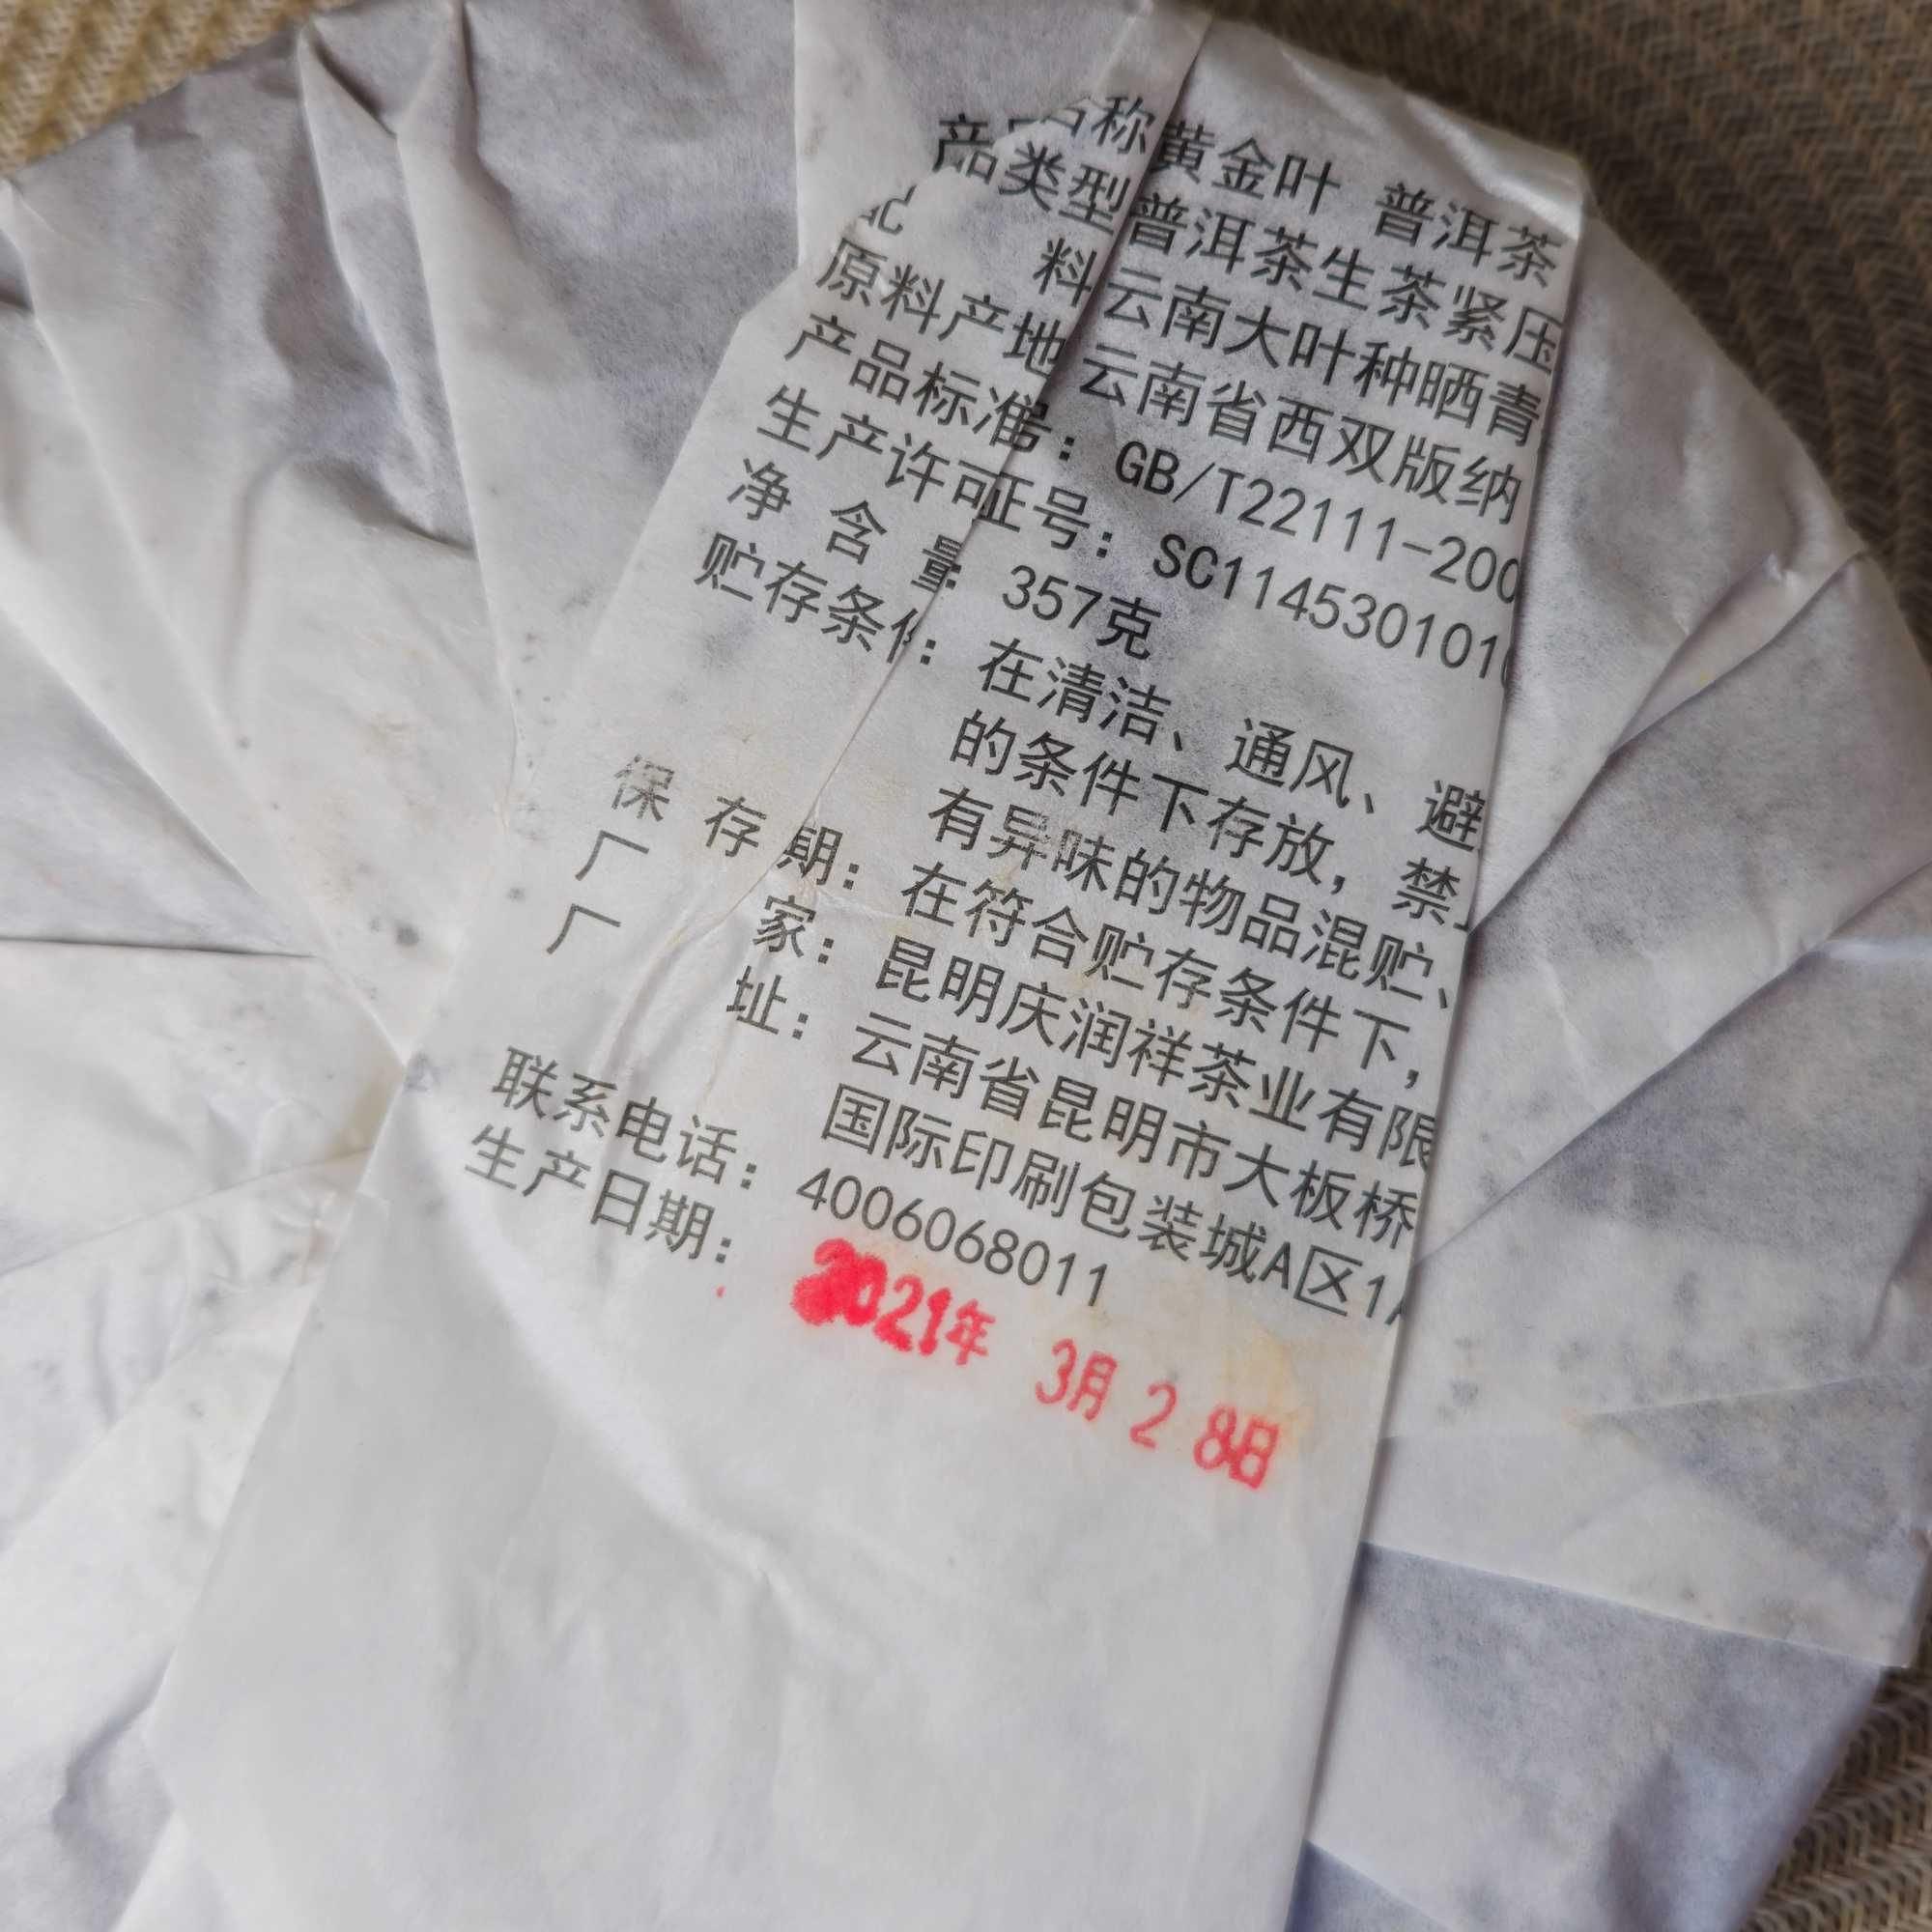 名称黄金叶 普洱茶
产品类型普洱茶生茶紧压
配 料云南大叶种晒青
原料产地云南省西双版纳
产品标准号：GB/T22111-200
生产许可证号：SC1145301010
净含量：357克
贮存条件：在清洁、通风、避
的条件下存放，禁
有异味的物品混贮、
保存期：在符合贮存条件下，
厂家：昆明庆润祥茶业有限
厂址：云南省昆明市大板桥
国际印刷包装城A区1
联系电话：4006068011
生产日期：2021年 3月 2 8日